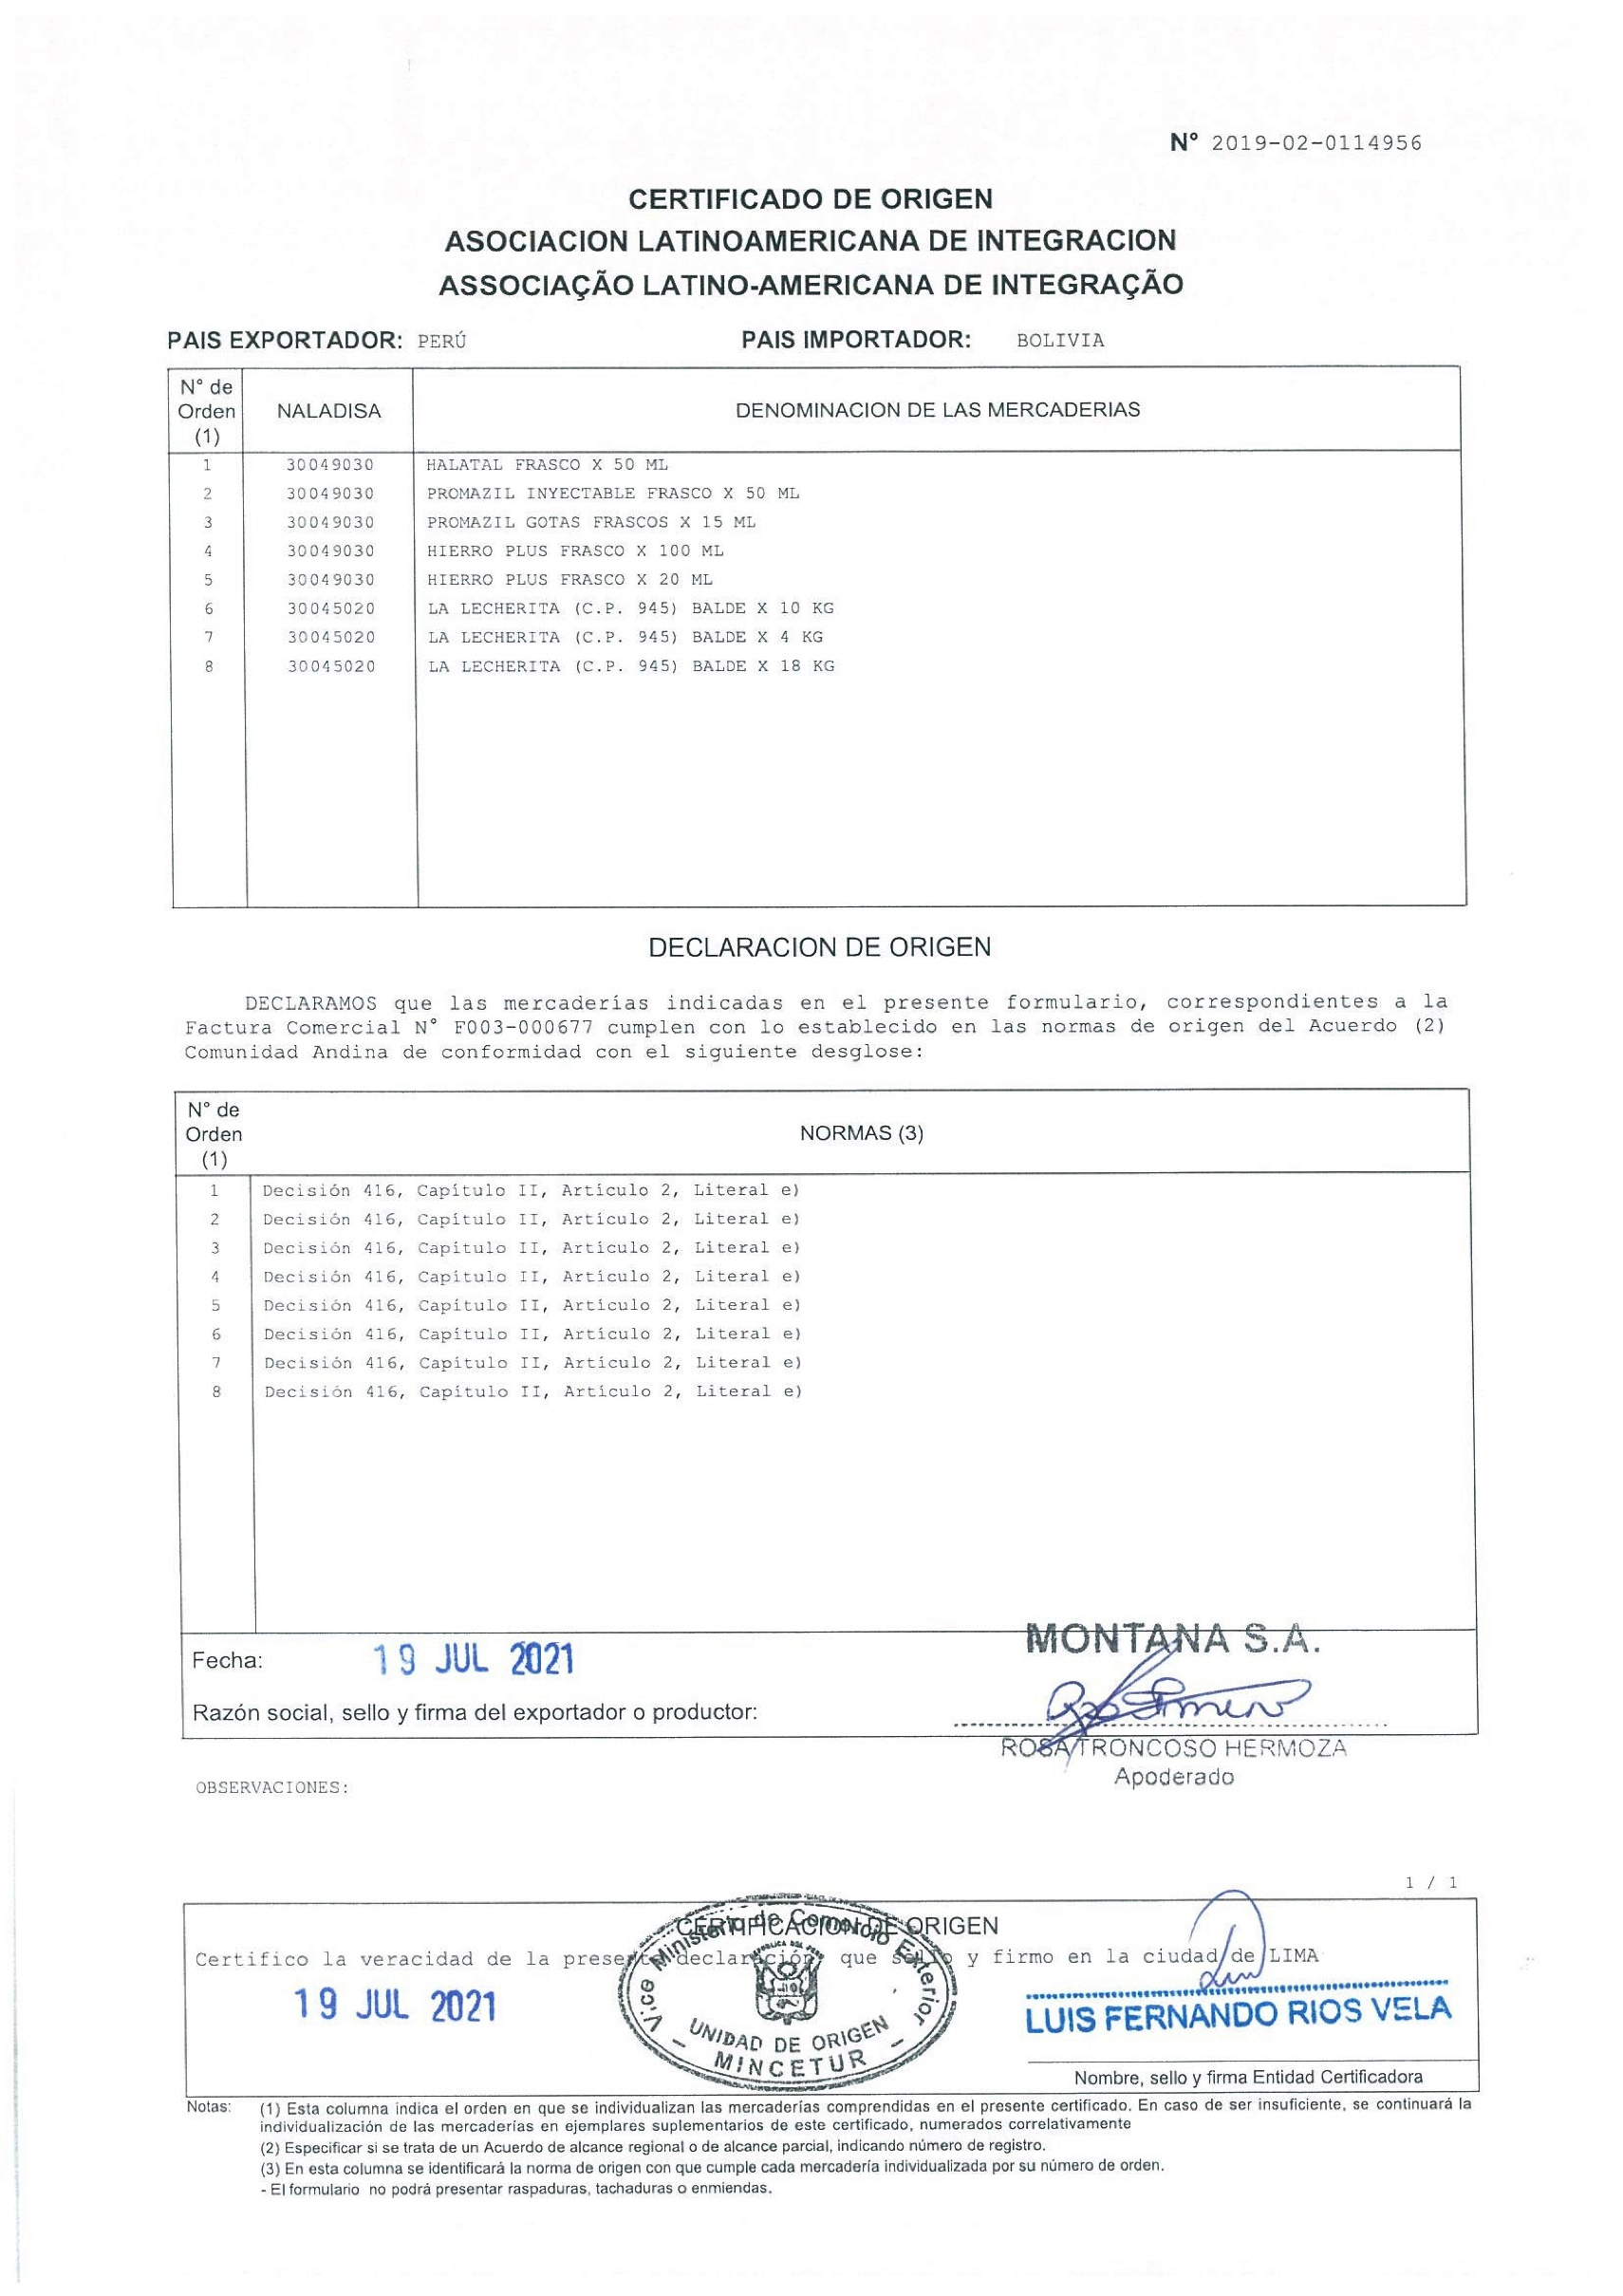 N° 2019-02-0114956
CERTIFICADO DE ORIGEN
ASOCIACION LATINOAMERICANA DE INTEGRACION
ASSOCIAÇÃO LATINO-AMERICANA DE INTEGRAÇÃO
PAIS EXPORTADOR: PERÚ PAIS IMPORTADOR: BOLIVIA
N° de Orden (1) NALADISA DENOMINACION DE LAS MERCADERIAS
1 30049030 HALATAL FRASCO X 50 ML
2 30049030 PROMAZIL INYECTABLE FRASCO X 50 ML
3 30049030 PROMAZIL GOTAS FRASCOS X 15 ML
4 30049030 HIERRO PLUS FRASCO X 100 ML
5 30049030 HIERRO PLUS FRASCO X 20 ML
6 30045020 LA LECHERITA (C.P. 945) BALDE X 10 KG
7 30045020 LA LECHERITA (C.P. 945) BALDE X 4 KG
8 30045020 LA LECHERITA (C.P. 945) BALDE X 18 KG
DECLARACION DE ORIGEN
DECLARAMOS que las mercaderías indicadas en el presente formulario, correspondientes a la
Factura Comercial N° F003-000677 cumplen con lo establecido en las normas de origen del Acuerdo (2)
Comunidad Andina de conformidad con el siguiente desglose:
N° de Orden (1) NORMAS (3)
1 Decisión 416, Capítulo II, Artículo 2, Literal e)
2 Decisión 416, Capítulo II, Artículo 2, Literal e)
3 Decisión 416, Capítulo II, Artículo 2, Literal e)
4 Decisión 416, Capítulo II, Artículo 2, Literal e)
5 Decisión 416, Capítulo II, Artículo 2, Literal e)
6 Decisión 416, Capítulo II, Artículo 2, Literal e)
7 Decisión 416, Capítulo II, Artículo 2, Literal e)
8 Decisión 416, Capítulo II, Artículo 2, Literal e)
MONTANA S.A.
Fecha: 19 JUL 2021
Razón social, sello y firma del exportador o productor:
ROSA TRONCOSO HERMOZA
Apoderado
OBSERVACIONES:
1 / 1
CERTIFICACION DE ORIGEN
Certifico la veracidad de la presente declaración, que sello y firmo en la ciudad de LIMA
19 JUL 2021
Vice Ministerio de Comercio Exterior
UNIDAD DE ORIGEN
MINCETUR
LUIS FERNANDO RIOS VELA
Nombre, sello y firma Entidad Certificadora
Notas: (1) Esta columna indica el orden en que se individualizan las mercaderías comprendidas en el presente certificado. En caso de ser insuficiente, se continuará la
individualización de las mercaderías en ejemplares suplementarios de este certificado, numerados correlativamente
(2) Especificar si se trata de un Acuerdo de alcance regional o de alcance parcial, indicando número de registro.
(3) En esta columna se identificará la norma de origen con que cumple cada mercadería individualizada por su número de orden.
- El formulario no podrá presentar raspaduras, tachaduras o enmiendas.